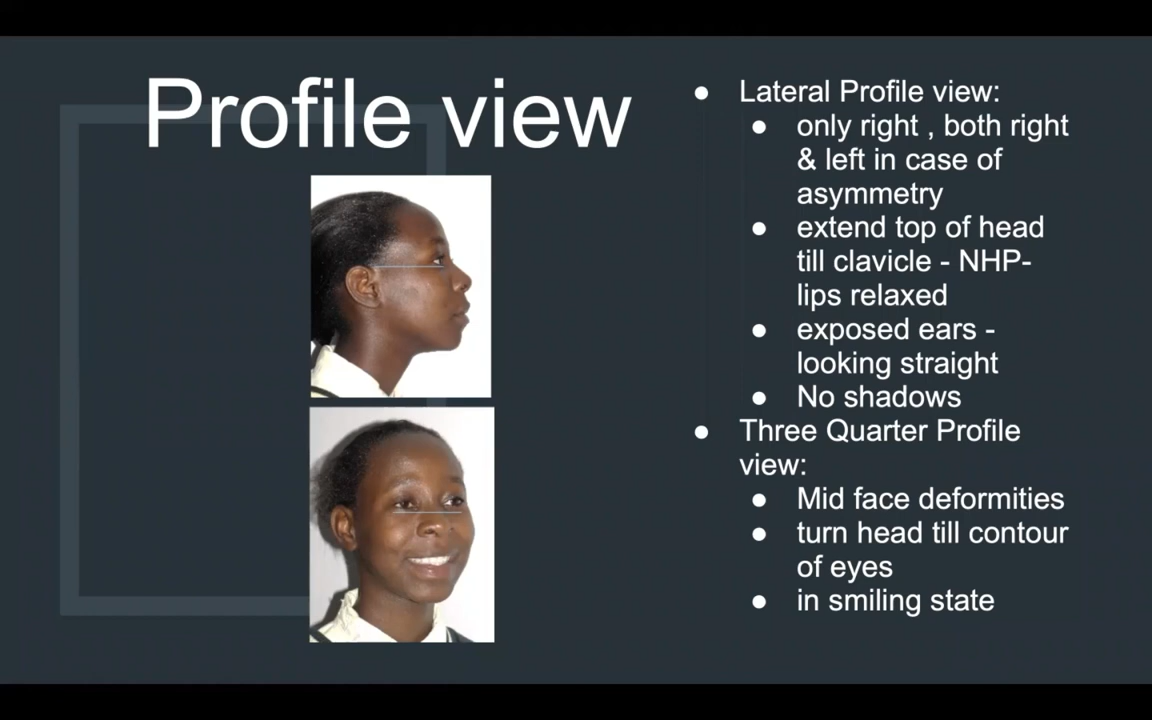 Profile view
● Lateral Profile view:
● only right , both right
& left in case of
asymmetry
● extend top of head
till clavicle - NHP-
lips relaxed
● exposed ears -
looking straight
● No shadows
● Three Quarter Profile
view:
● Mid face deformities
● turn head till contour
of eyes
● in smiling state